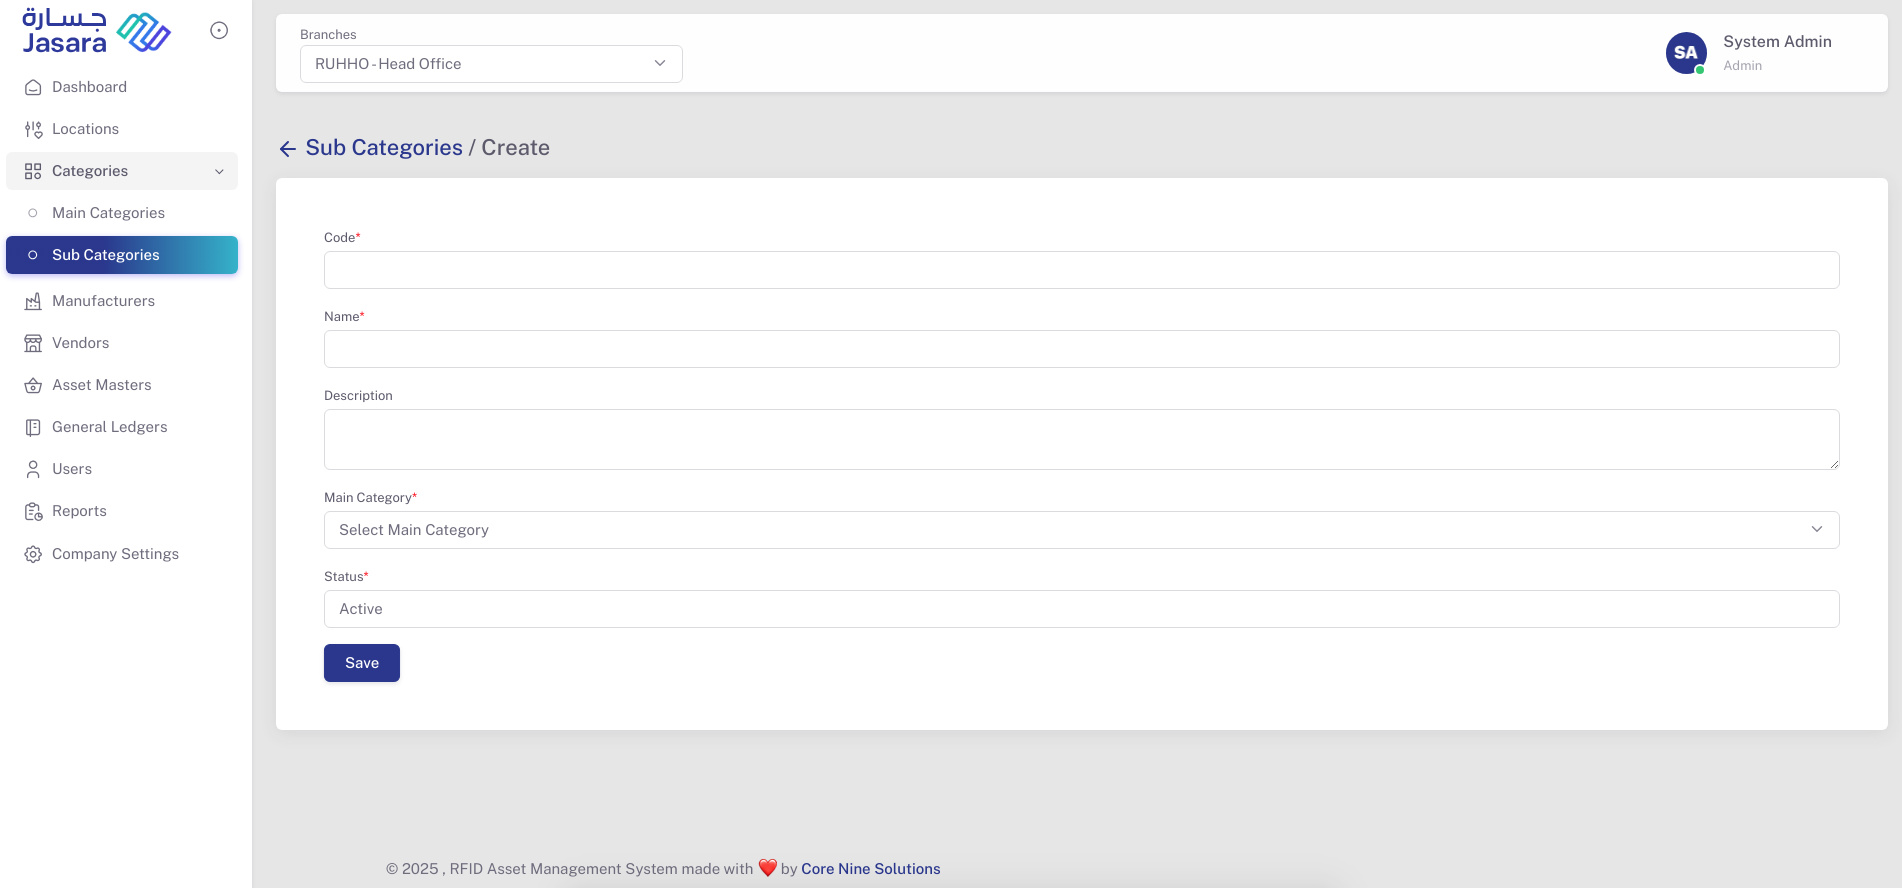 جسارة
Jasara
Dashboard
Locations
Categories
Main Categories
Sub Categories
Manufacturers
Vendors
Asset Masters
General Ledgers
Users
Reports
Company Settings
Branches
RUHHO - Head Office
SA
System Admin
Admin
Sub Categories / Create
Code*
Name*
Description
Main Category*
Select Main Category
Status*
Active
Save
© 2025 , RFID Asset Management System made with ❤️ by Core Nine Solutions